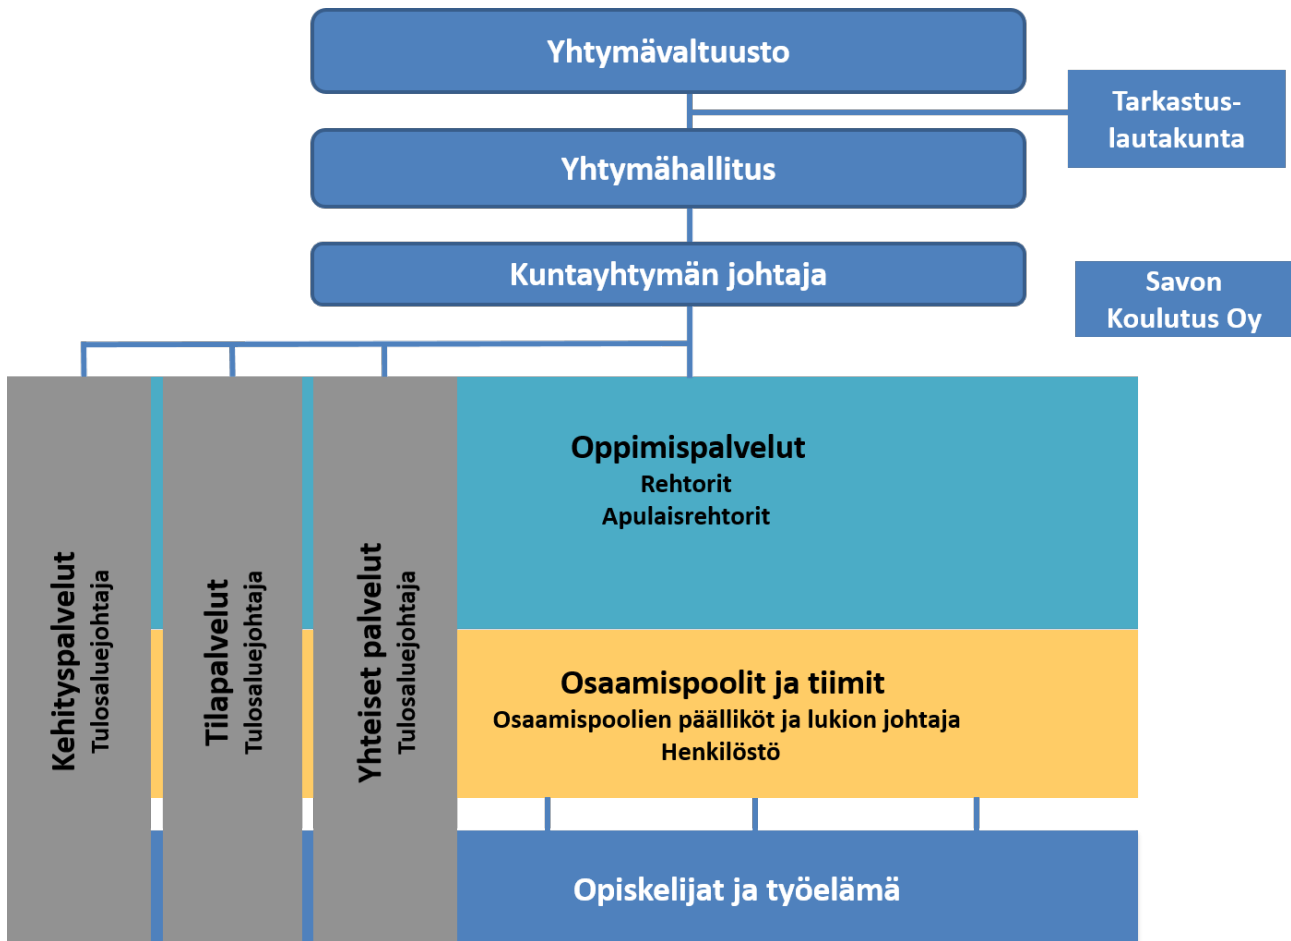 Yhtymävaltuusto
Tarkastus-
lautakunta
Yhtymähallitus
Kuntayhtymän johtaja
Savon
Koulutus Oy
Kehityspalvelut
Tulosaluejohtaja
Tilapalvelut
Tulosaluejohtaja
Yhteiset palvelut
Tulosaluejohtaja
Oppimispalvelut
Rehtorit
Apulaisrehtorit
Osaamispoolit ja tiimit
Osaamispoolien päälliköt ja lukion johtaja
Henkilöstö
Opiskelijat ja työelämä